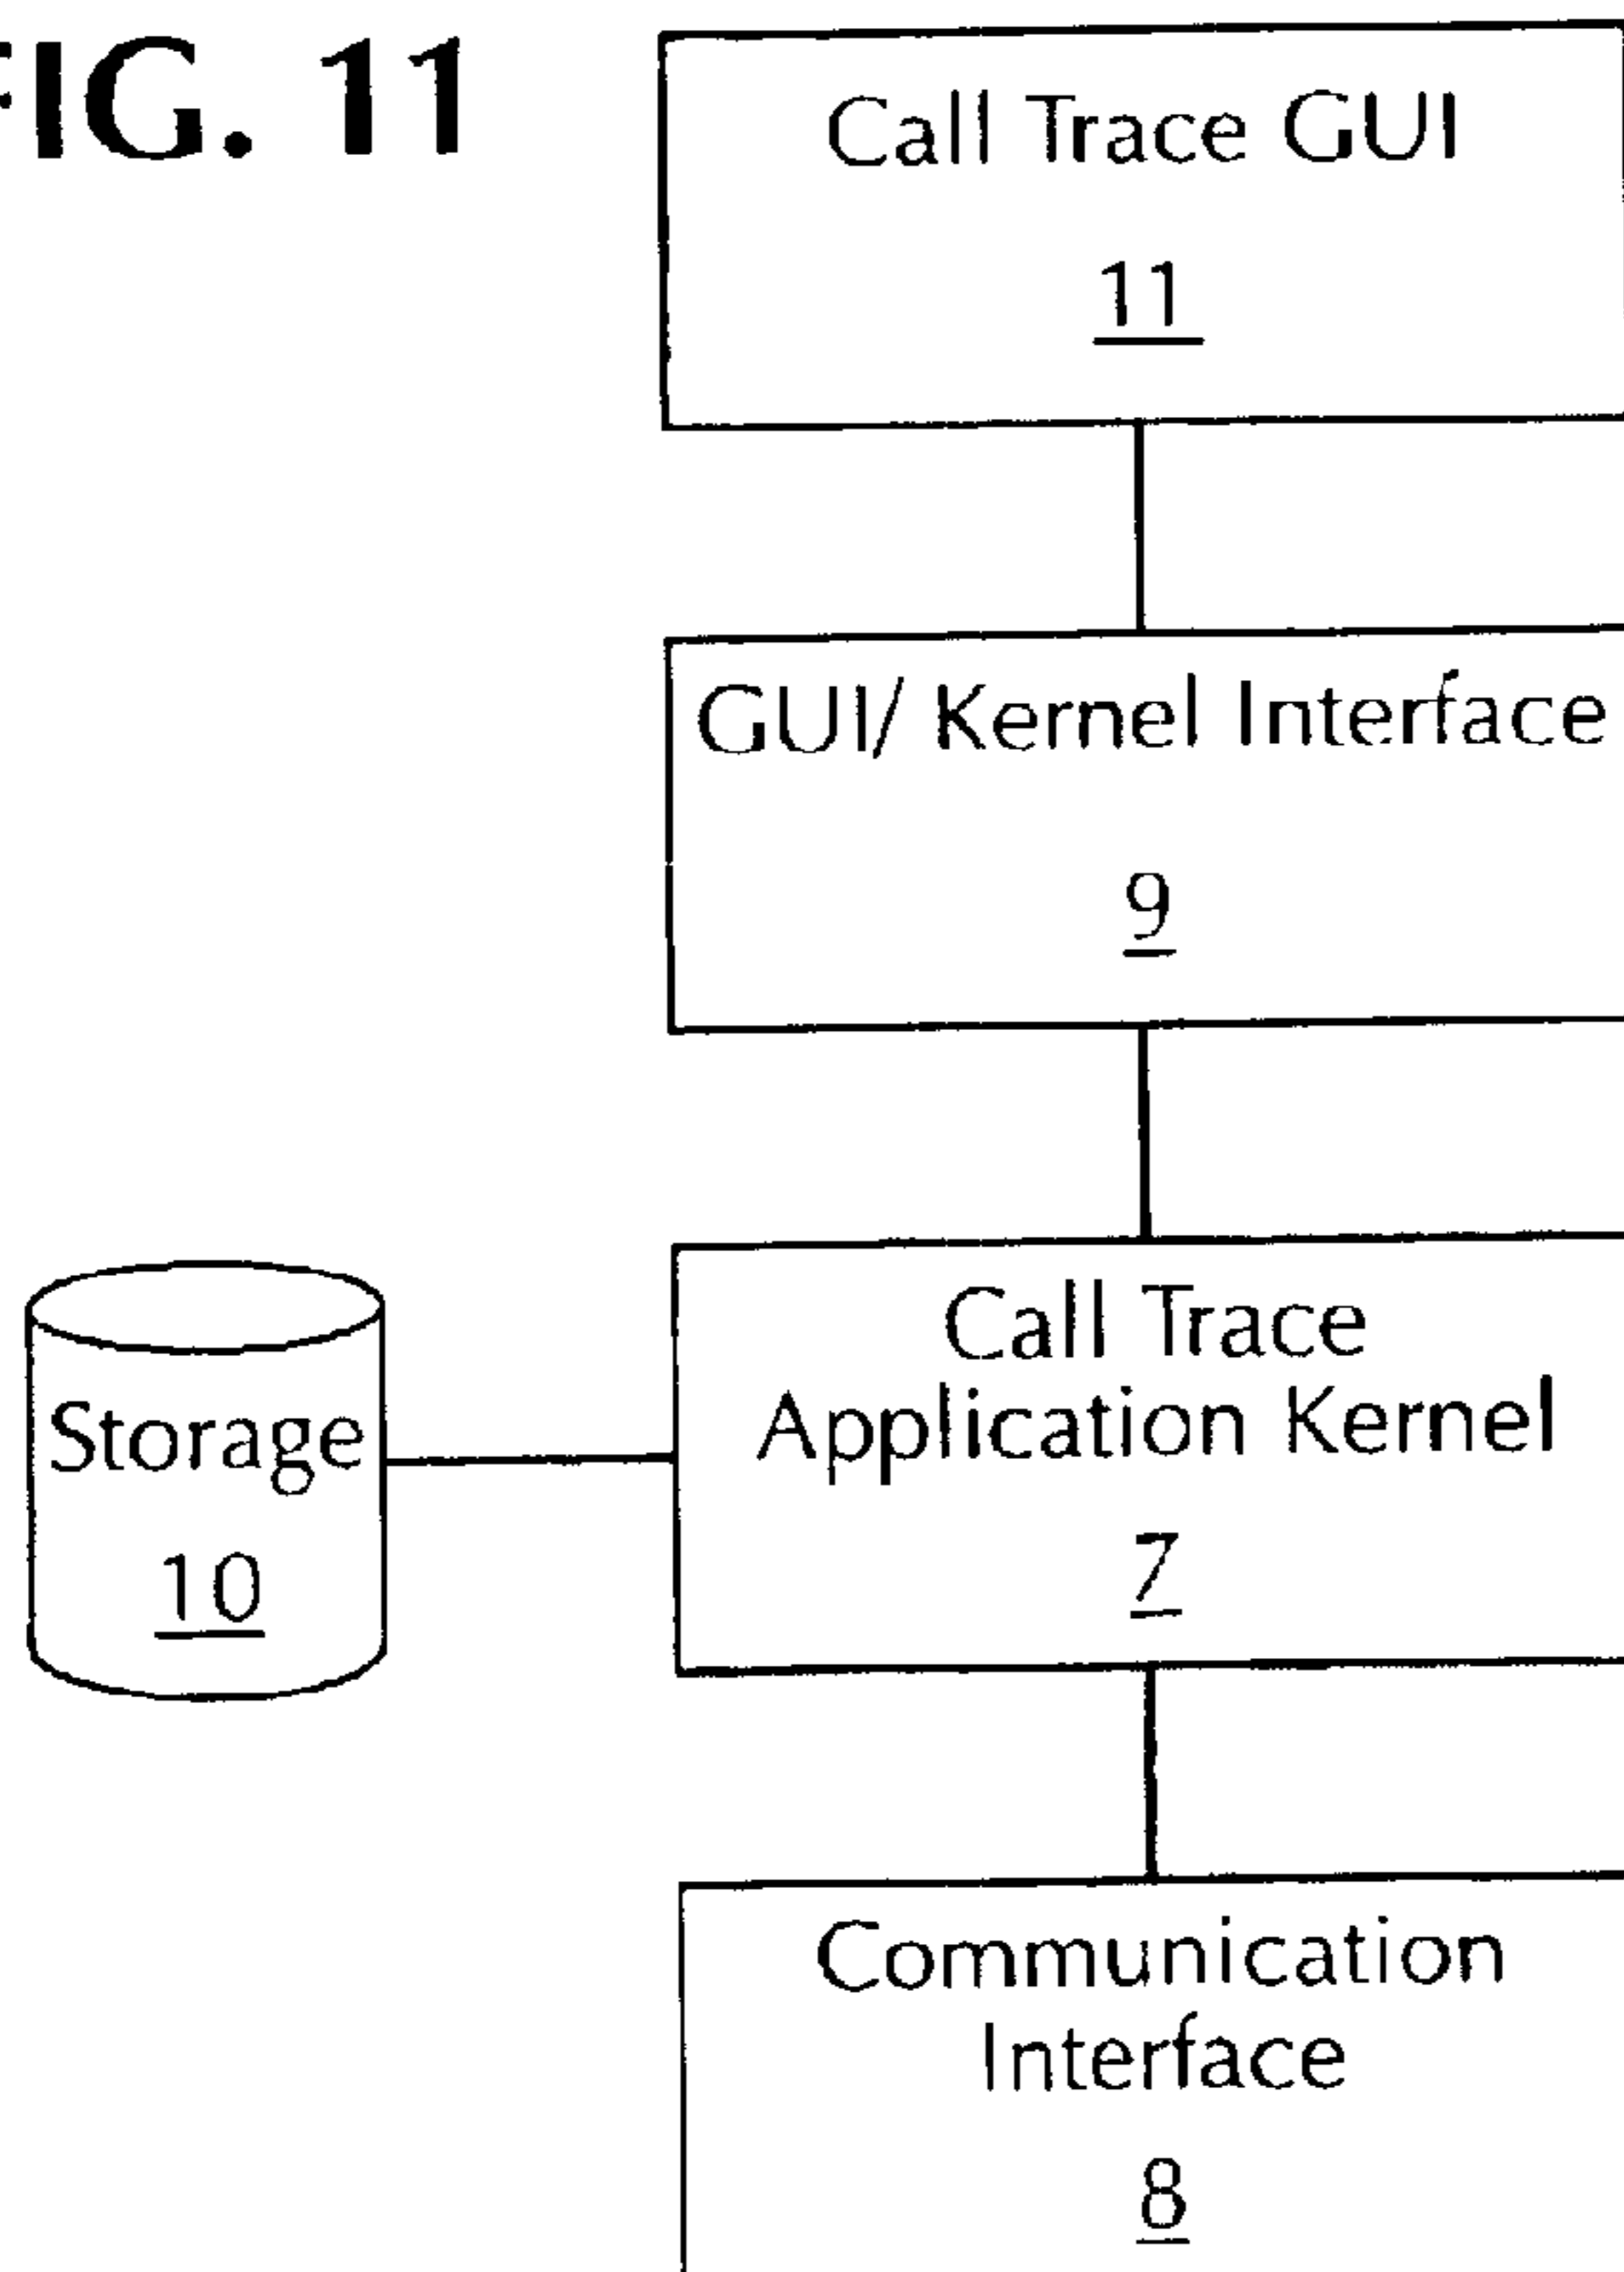 FIG. 11
Call Trace GUI
11
GUI/ Kernel Interface
9
Call Trace
Application Kernel
7
Storage
10
Communication
Interface
8